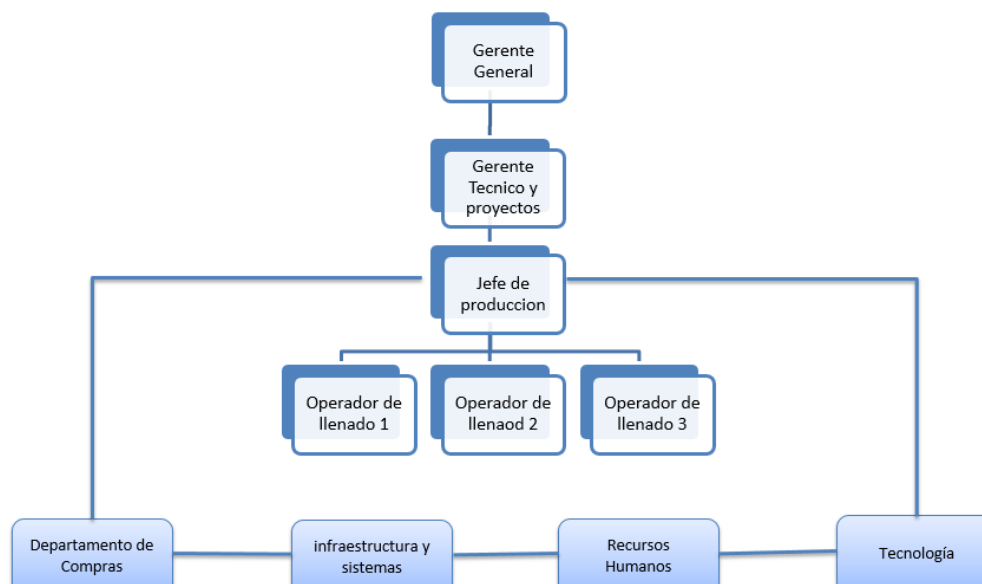 Gerente
General
Gerente
Tecnico y
proyectos
Jefe de
produccion
Operador de
llenado 1
Operador de
llenaod 2
Operador de
llenado 3
Departamento de
Compras
infraestructura y
sistemas
Recursos
Humanos
Tecnología